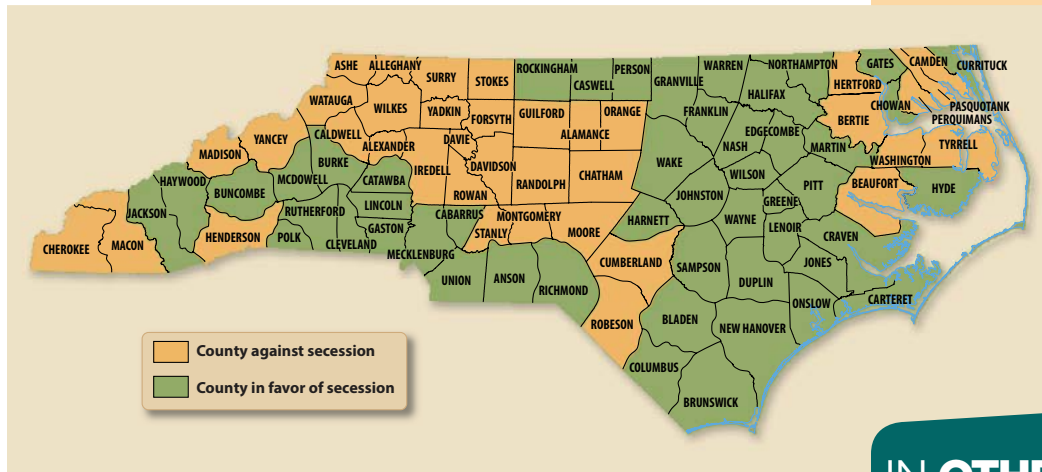 ASHE
ALLEGHANY
SURRY
STOKES
ROCKINGHAM
CASWELL
PERSON
GRANVILLE
WARREN
NORTHAMPTON
GATES
CAMDEN
CURRITUCK
HERTFORD
HALIFAX
WATAUGA
WILKES
YADKIN
FORSYTH
GUILFORD
ORANGE
FRANKLIN
CHOWAN
PASQUOTANK
PERQUIMANS
BERTIE
ALAMANCE
YANCEY
CALDWELL
ALEXANDER
DAVIE
NASH
EDGECOMBE
MARTIN
TYRRELL
WASHINGTON
MADISON
BURKE
IREDELL
DAVIDSON
RANDOLPH
CHATHAM
WAKE
WILSON
PITT
BEAUFORT
HYDE
HAYWOOD
BUNCOMBE
MCDOWELL
CATAWBA
ROWAN
JOHNSTON
GREENE
JACKSON
RUTHERFORD
LINCOLN
CABARRUS
MONTGOMERY
HARNETT
WAYNE
LENOIR
CRAVEN
CHEROKEE
MACON
HENDERSON
POLK
CLEVELAND
GASTON
MECKLENBURG
STANLY
MOORE
CUMBERLAND
SAMPSON
JONES
UNION
ANSON
RICHMOND
DUPLIN
ONSLOW
CARTERET
ROBESON
BLADEN
NEW HANOVER
COLUMBUS
BRUNSWICK
County against secession
County in favor of secession
IN